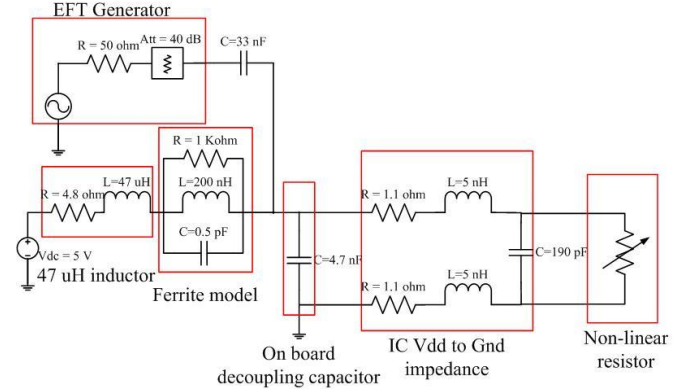 EFT Generator
R = 50 ohm
Att = 40 dB
C=33 nF
R = 1 Kohm
R = 4.8 ohm
L=47 uH
L=200 nH
C=0.5 pF
Vdc = 5 V
47 uH inductor
Ferrite model
C=4.7 nF
On board
decoupling capacitor
R = 1.1 ohm
L=5 nH
C=190 pF
R = 1.1 ohm
L=5 nH
IC Vdd to Gnd
impedance
Non-linear
resistor